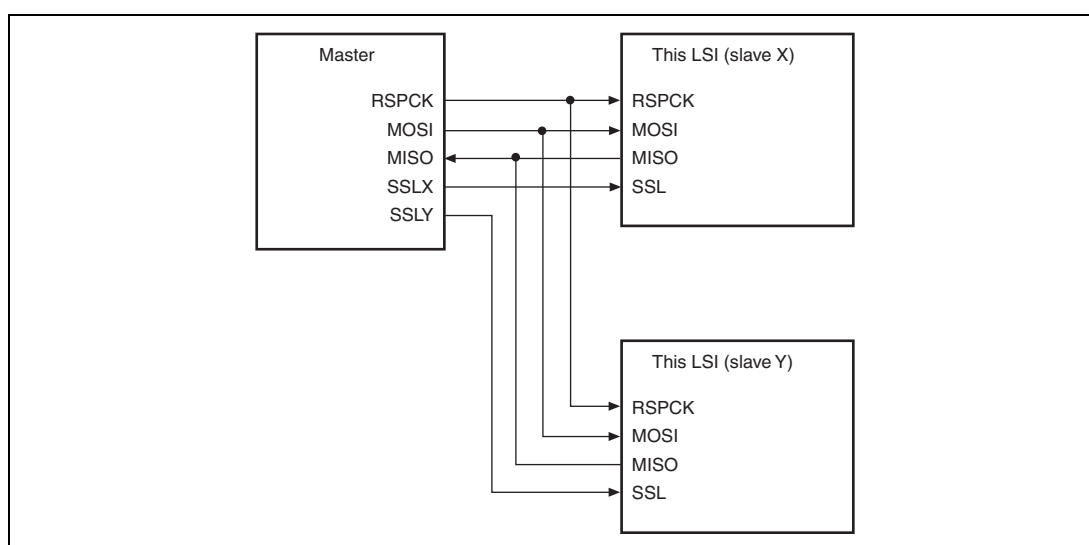 Master
RSPCK
MOSI
MISO
SSLX
SSLY
This LSI (slave X)
RSPCK
MOSI
MISO
SSL
This LSI (slave Y)
RSPCK
MOSI
MISO
SSL